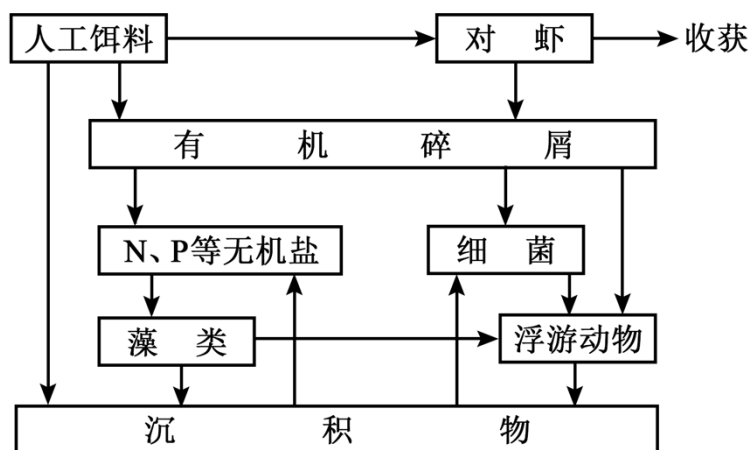 人工饵料
对 虾
收获
有 机 碎 屑
N、P等无机盐
细 菌
藻 类
浮游动物
沉 积 物